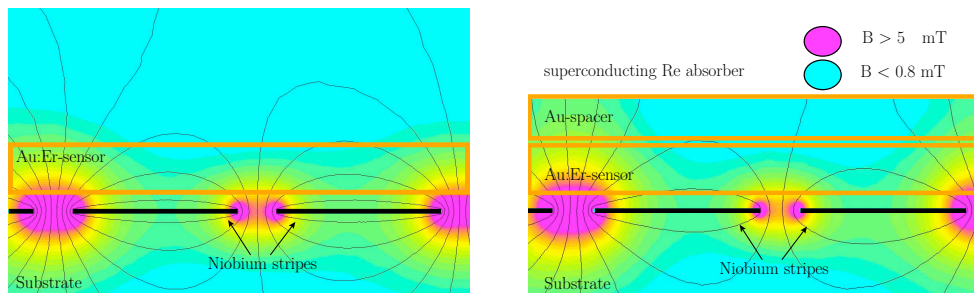 Au:Er-sensor
Niobium stripes
Substrate
B > 5 mT
B < 0.8 mT
superconducting Re absorber
Au-spacer
Au:Er-sensor
Niobium stripes
Substrate